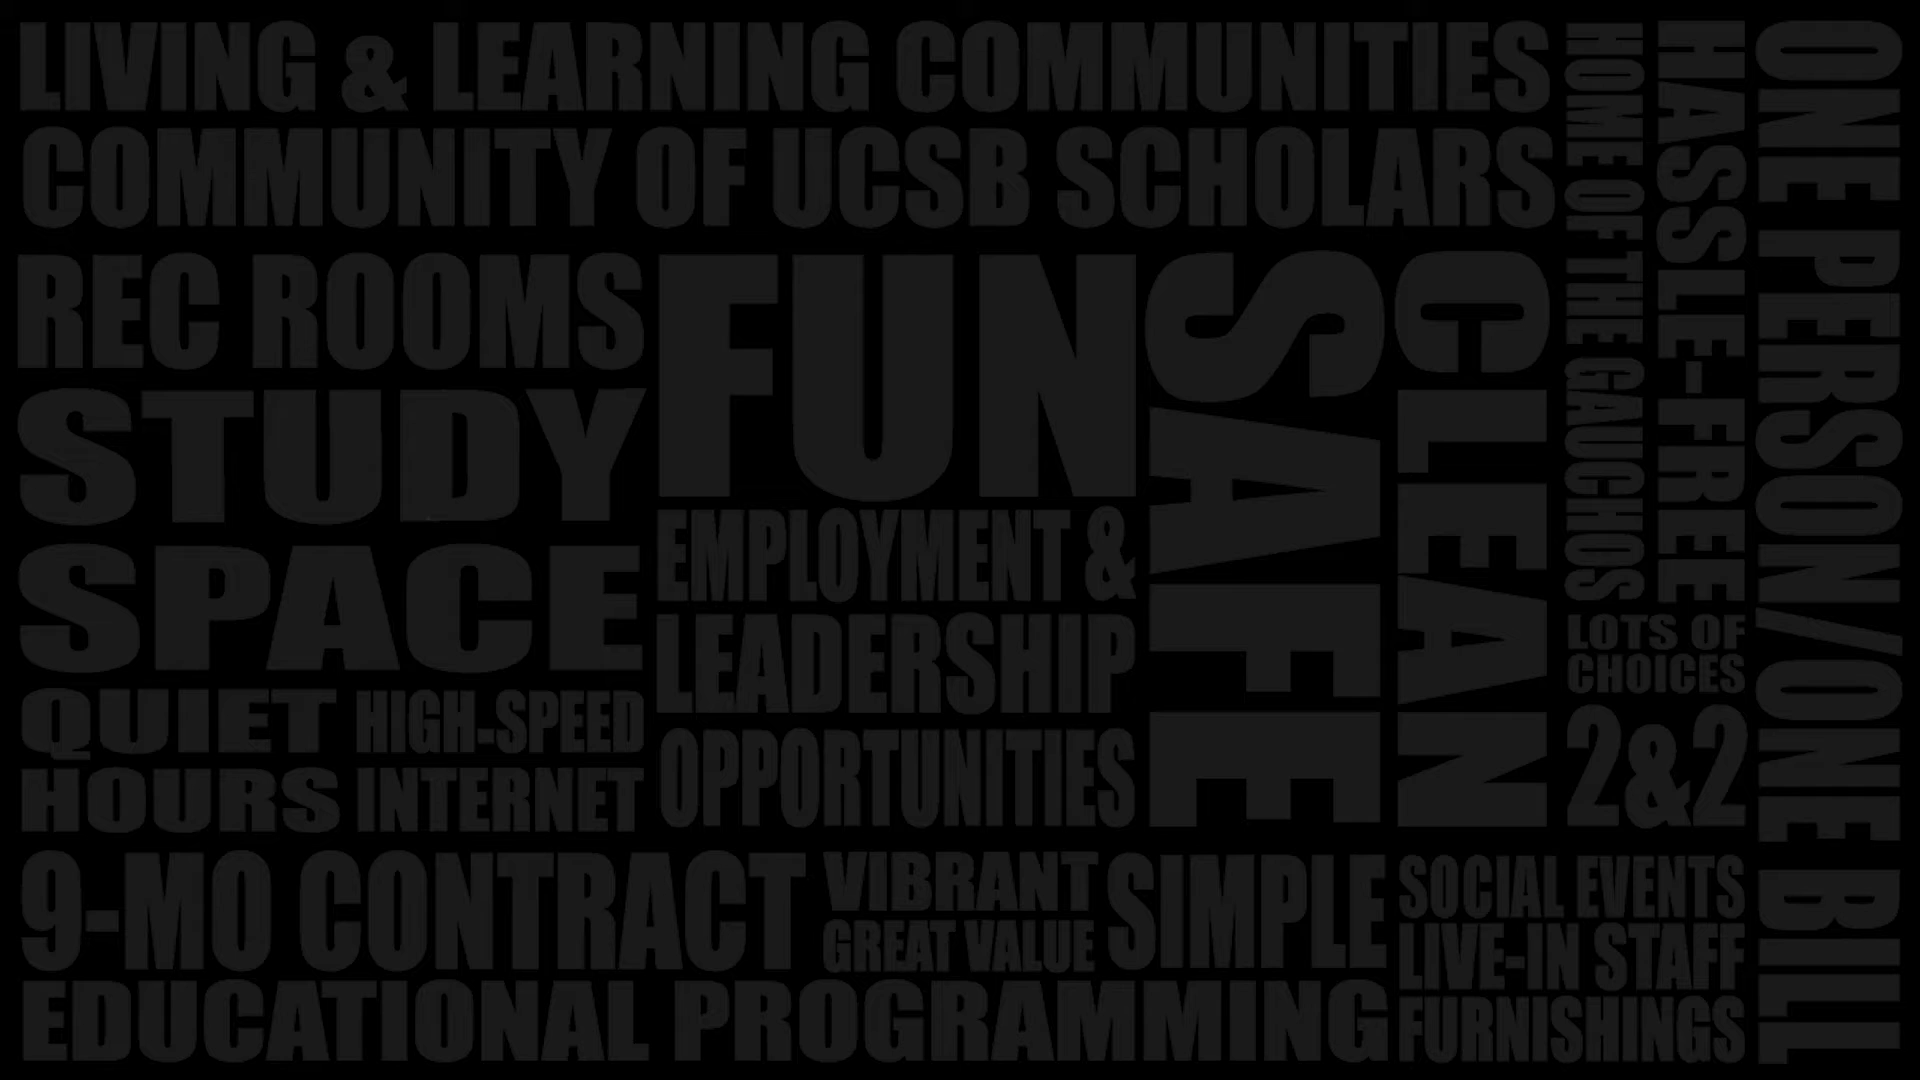 LIVING & LEARNING COMMUNITIES
COMMUNITY OF UCSB SCHOLARS
REC ROOMS
STUDY
SPACE
QUIET
HOURS
HIGH-SPEED
INTERNET
FUN
EMPLOYMENT &
LEADERSHIP
OPPORTUNITIES
SAFE
CLEAN
HOME OF THE GAUCHOS
HASSLE-FREE
LOTS OF
CHOICES
2&2
ONE PERSON/ONE BILL
9-MO CONTRACT
VIBRANT
GREAT VALUE
SIMPLE
SOCIAL EVENTS
LIVE-IN STAFF
FURNISHINGS
EDUCATIONAL PROGRAMMING